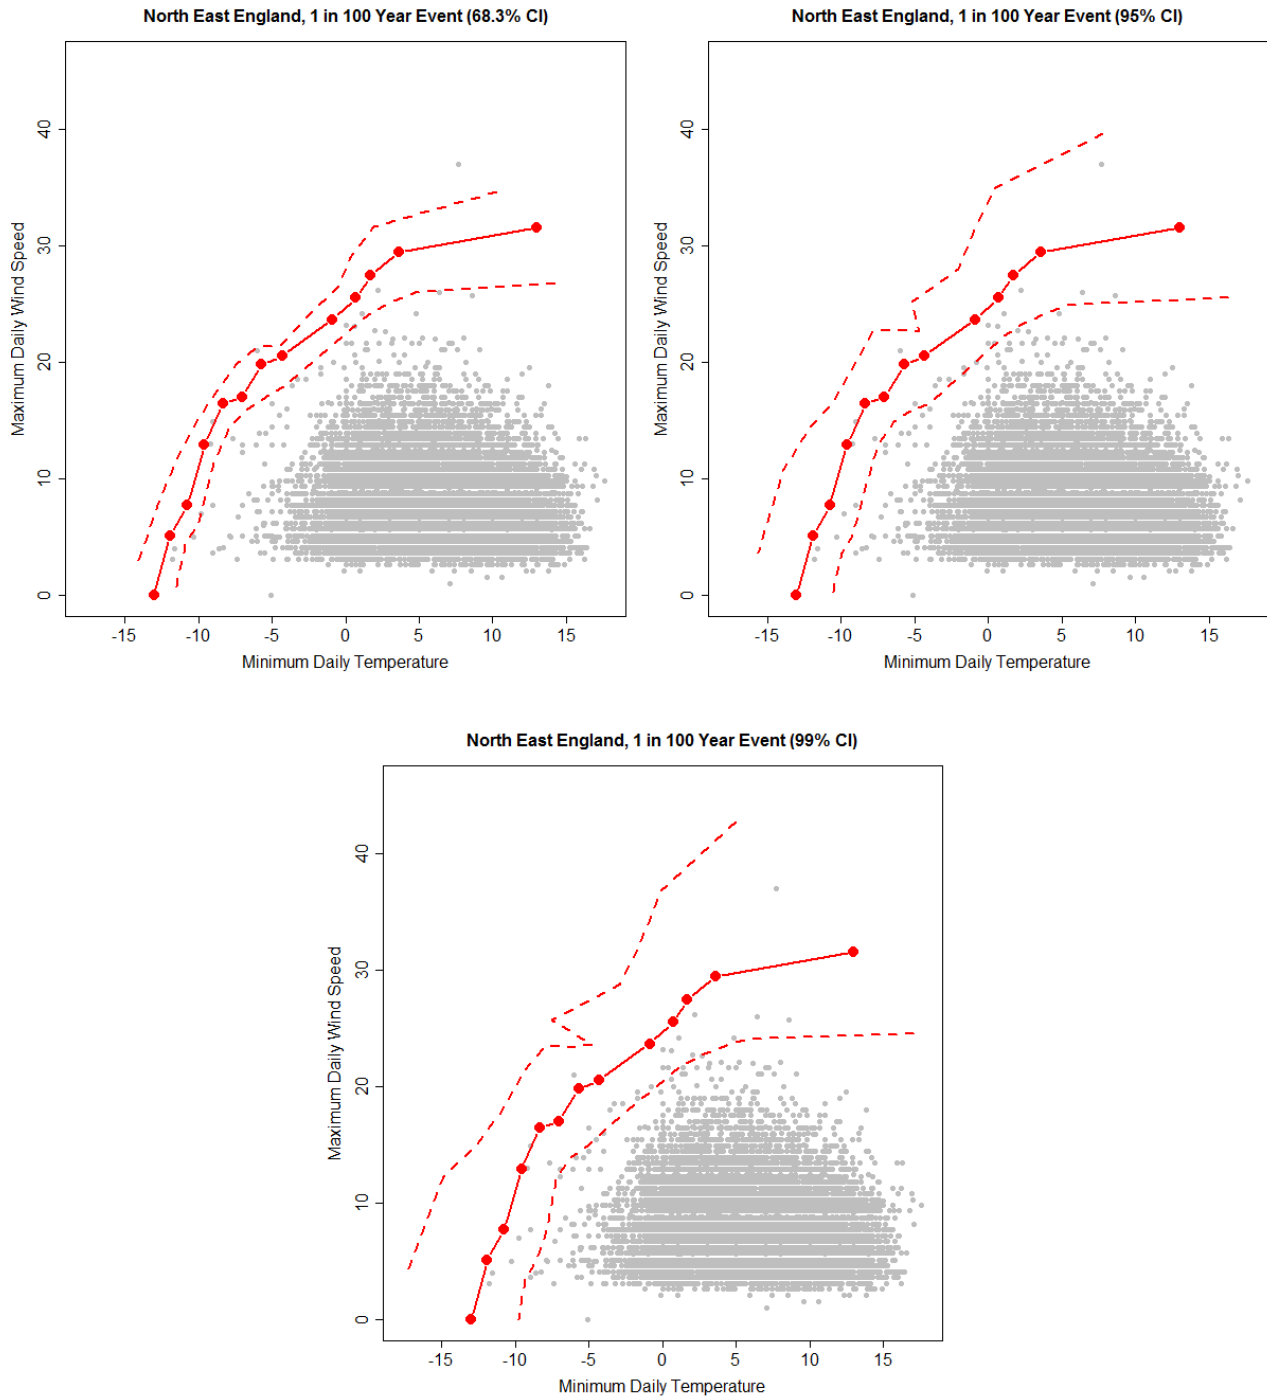 North East England, 1 in 100 Year Event (68.3% CI)
Maximum Daily Wind Speed
40
30
20
10
0
-15 -10 -5 0 5 10 15
Minimum Daily Temperature
North East England, 1 in 100 Year Event (95% CI)
Maximum Daily Wind Speed
40
30
20
10
0
-15 -10 -5 0 5 10 15
Minimum Daily Temperature
North East England, 1 in 100 Year Event (99% CI)
Maximum Daily Wind Speed
40
30
20
10
0
-15 -10 -5 0 5 10 15
Minimum Daily Temperature